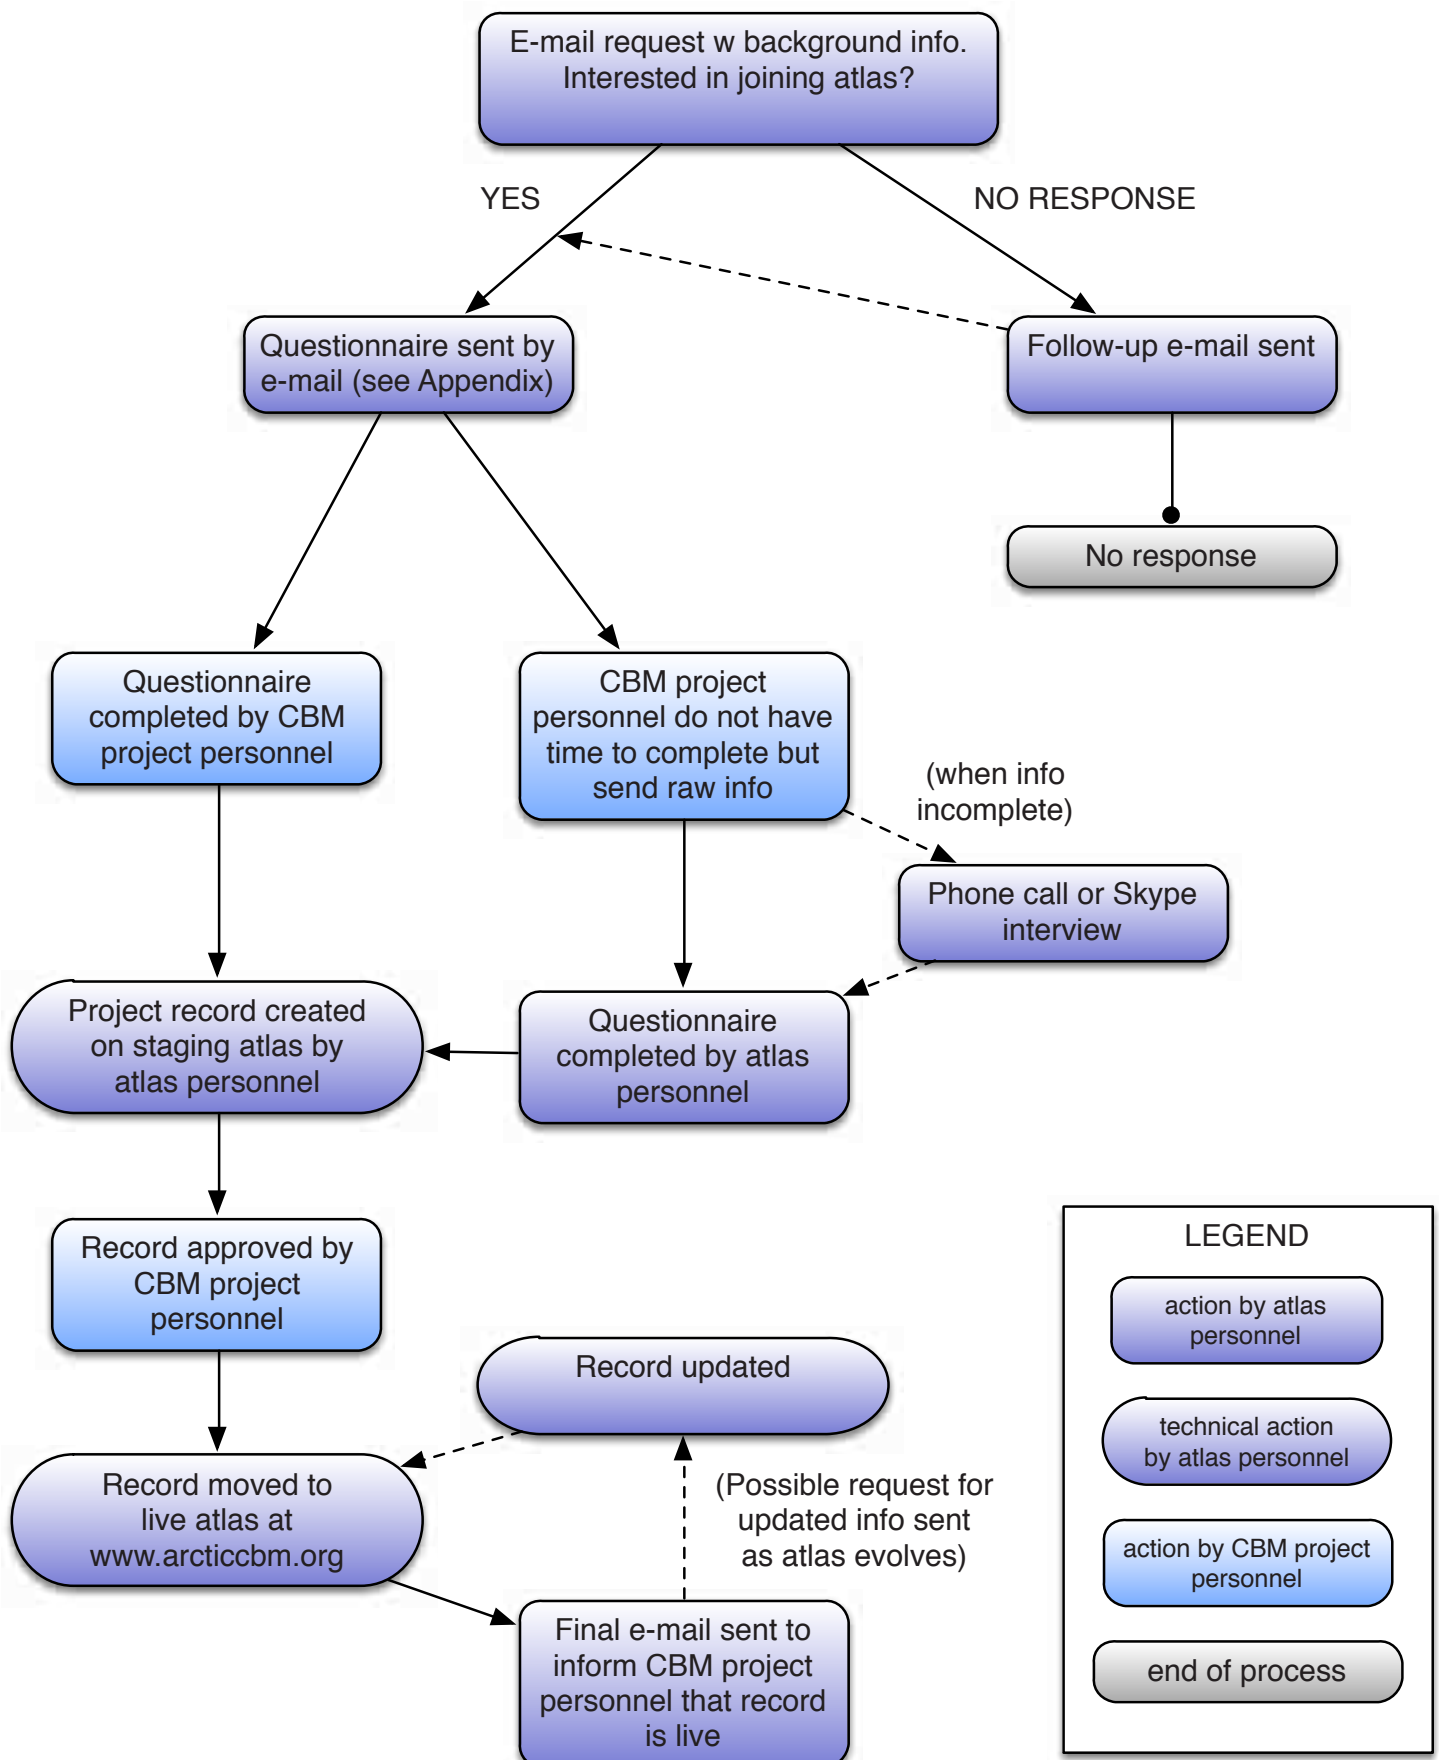 E-mail request w background info.
Interested in joining atlas?
YES
NO RESPONSE
Questionnaire sent by
e-mail (see Appendix)
Follow-up e-mail sent
No response
Questionnaire
completed by CBM
project personnel
CBM project
personnel do not have
time to complete but
send raw info
(when info
incomplete)
Phone call or Skype
interview
Project record created
on staging atlas by
atlas personnel
Questionnaire
completed by atlas
personnel
Record approved by
CBM project
personnel
Record updated
Record moved to
live atlas at
www.arcticcbm.org
(Possible request for
updated info sent
as atlas evolves)
Final e-mail sent to
inform CBM project
personnel that record
is live
LEGEND
action by atlas
personnel
technical action
by atlas personnel
action by CBM project
personnel
end of process